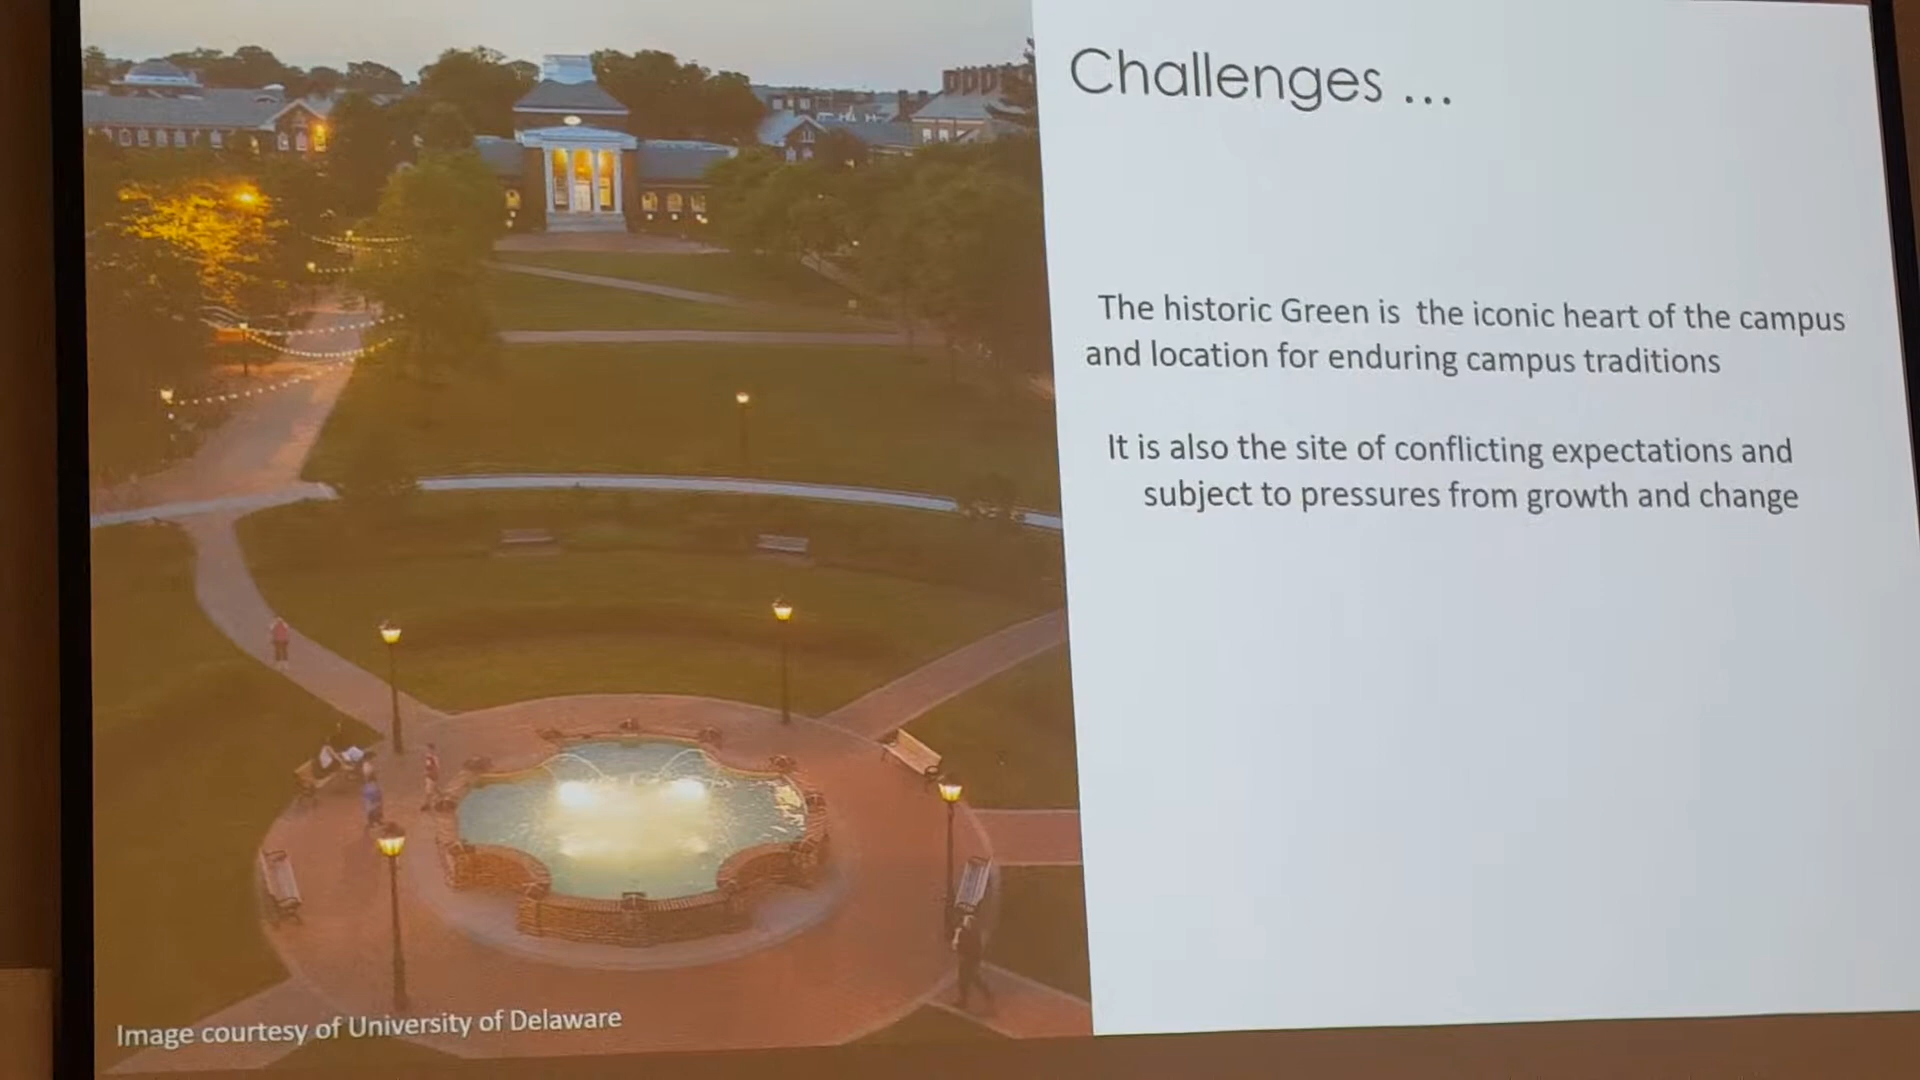 Challenges ...
The historic Green is the iconic heart of the campus
and location for enduring campus traditions
It is also the site of conflicting expectations and
subject to pressures from growth and change
Image courtesy of University of Delaware